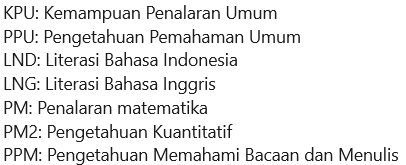 KPU: Kemampuan Penalaran Umum
PPU: Pengetahuan Pemahaman Umum
LND: Literasi Bahasa Indonesia
LNG: Literasi Bahasa Inggris
PM: Penalaran matematika
PM2: Pengetahuan Kuantitatif
PPM: Pengetahuan Memahami Bacaan dan Menulis